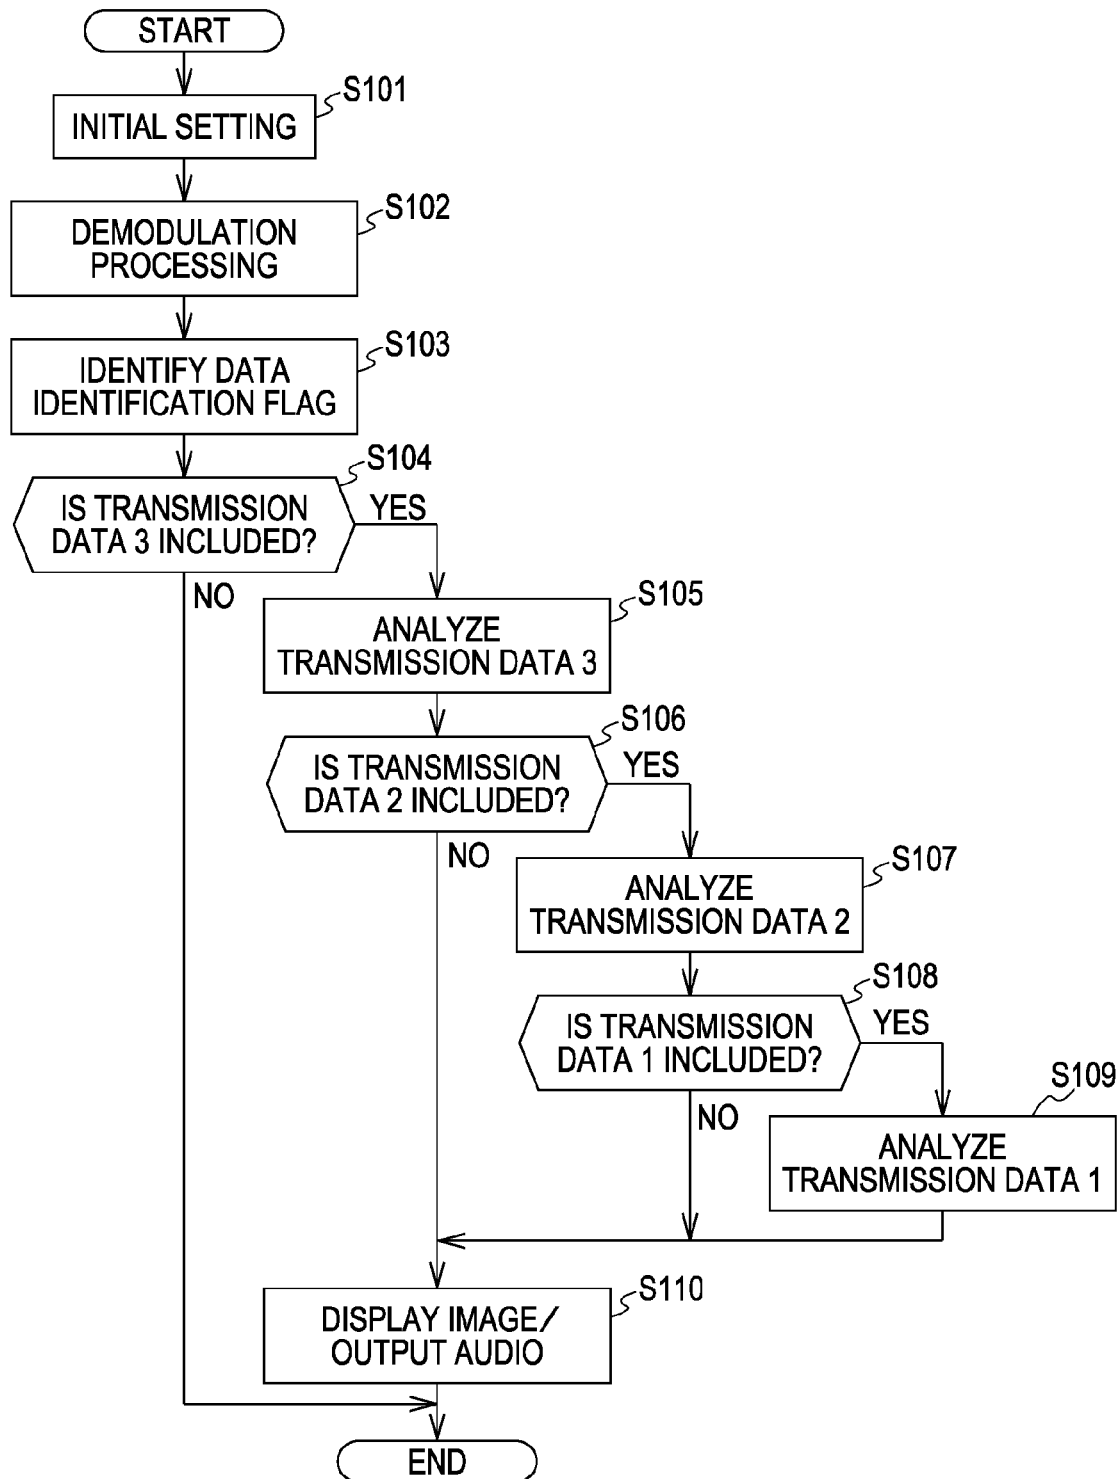 START
S101
INITIAL SETTING
S102
DEMODULATION
PROCESSING
S103
IDENTIFY DATA
IDENTIFICATION FLAG
S104
IS TRANSMISSION
DATA 3 INCLUDED?
YES
NO
S105
ANALYZE
TRANSMISSION DATA 3
S106
IS TRANSMISSION
DATA 2 INCLUDED?
YES
NO
S107
ANALYZE
TRANSMISSION DATA 2
S108
IS TRANSMISSION
DATA 1 INCLUDED?
YES
NO
S109
ANALYZE
TRANSMISSION DATA 1
S110
DISPLAY IMAGE/
OUTPUT AUDIO
END